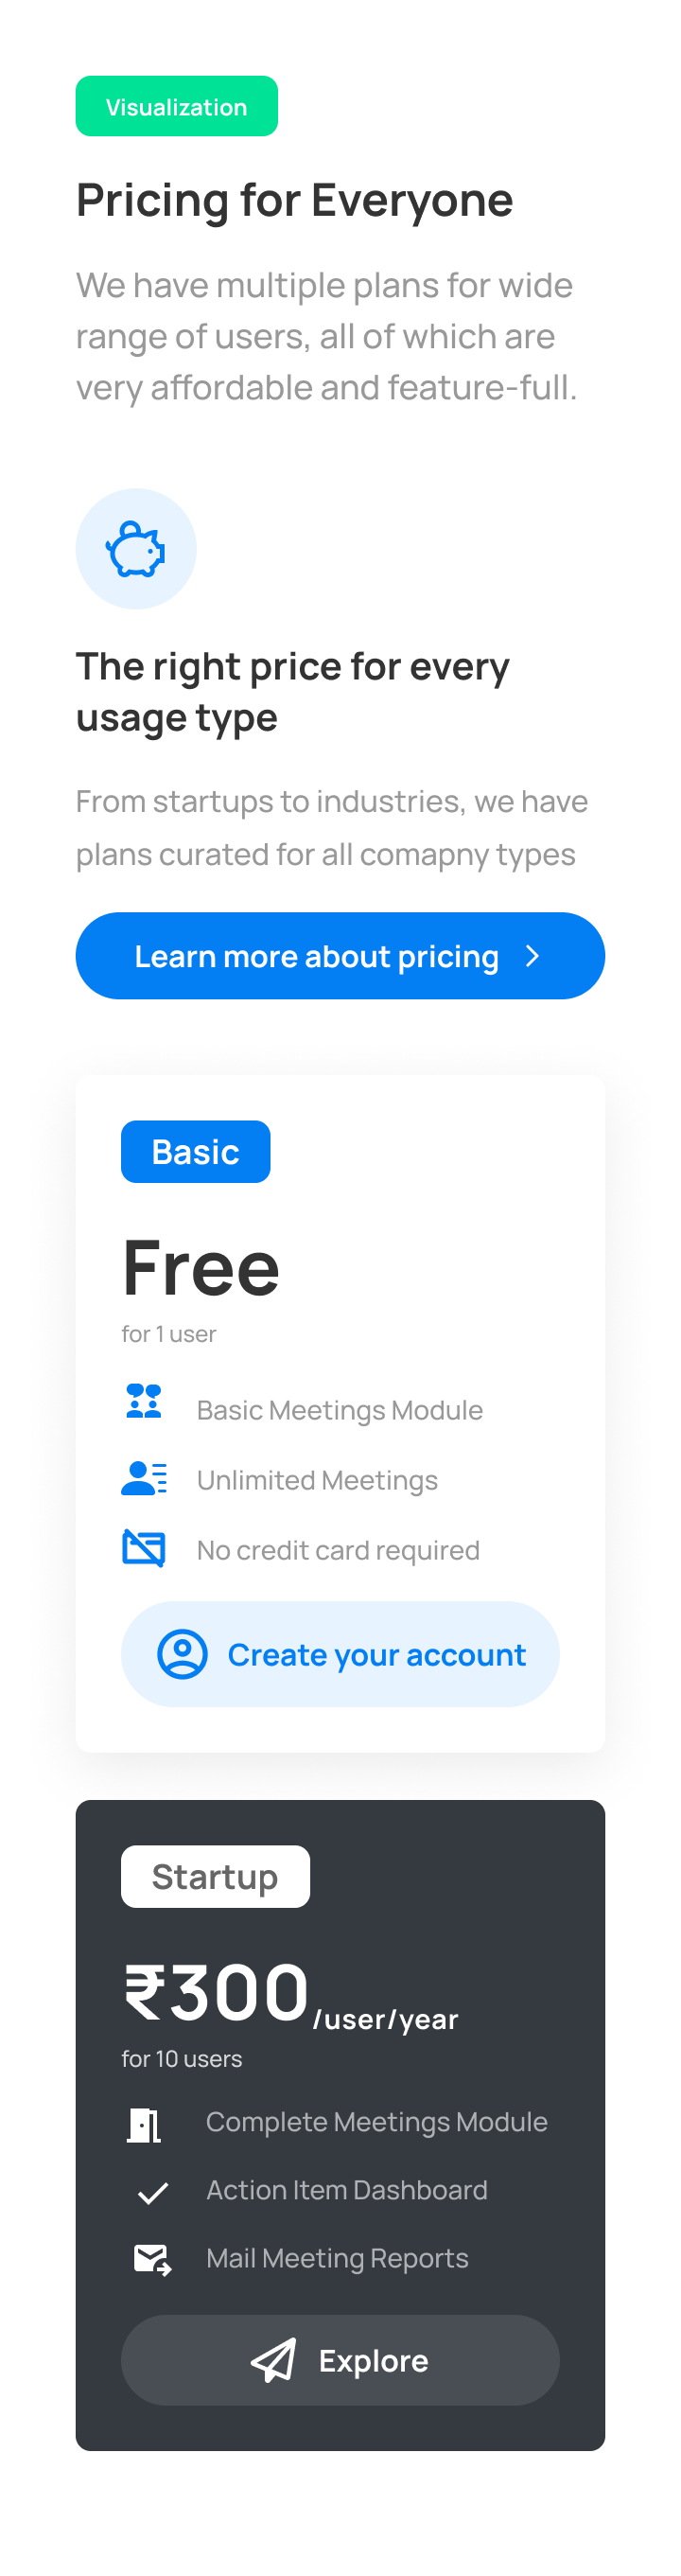 Visualization
Pricing for Everyone
We have multiple plans for wide
range of users, all of which are
very affordable and feature-full.
The right price for every
usage type
From startups to industries, we have
plans curated for all comapny types
Learn more about pricing
Basic
Free
for 1 user
Basic Meetings Module
Unlimited Meetings
No credit card required
Create your account
Startup
₹300/user/year
for 10 users
Complete Meetings Module
Action Item Dashboard
Mail Meeting Reports
Explore